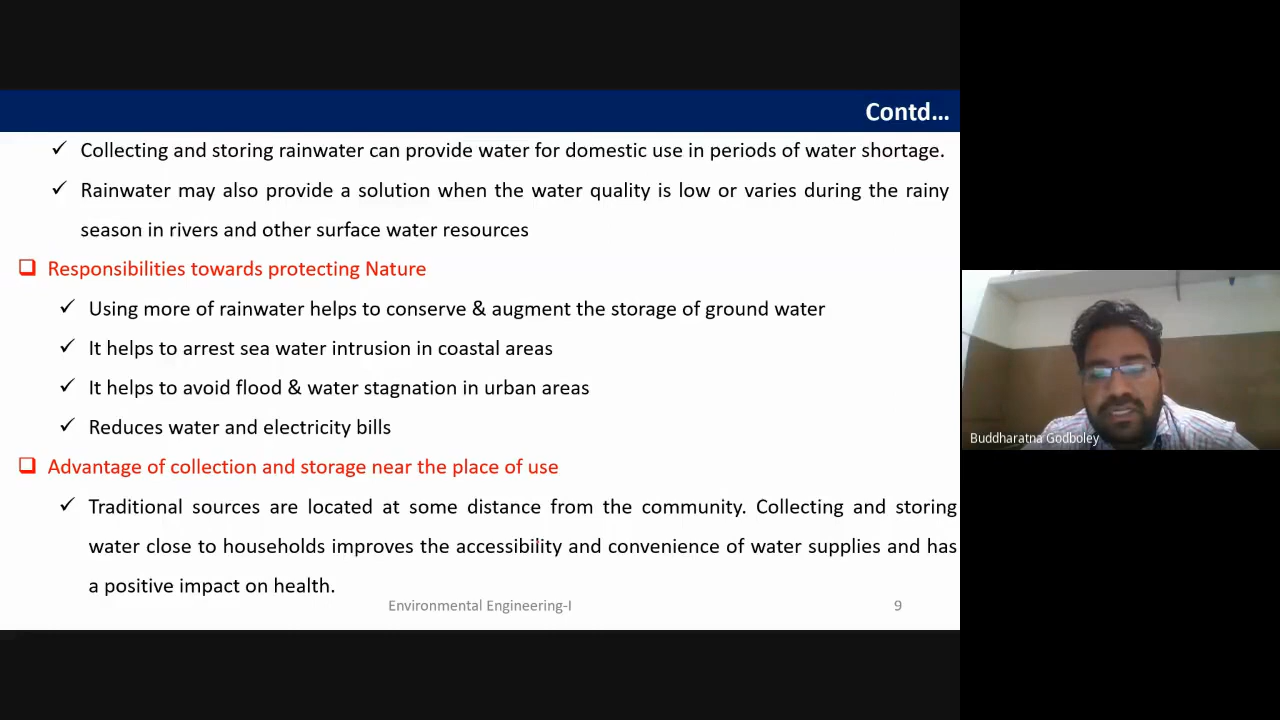 Contd...
✓ Collecting and storing rainwater can provide water for domestic use in periods of water shortage.
✓ Rainwater may also provide a solution when the water quality is low or varies during the rainy
season in rivers and other surface water resources
❑ Responsibilities towards protecting Nature
✓ Using more of rainwater helps to conserve & augment the storage of ground water
✓ It helps to arrest sea water intrusion in coastal areas
✓ It helps to avoid flood & water stagnation in urban areas
✓ Reduces water and electricity bills
❑ Advantage of collection and storage near the place of use
✓ Traditional sources are located at some distance from the community. Collecting and storing
water close to households improves the accessibility and convenience of water supplies and has
a positive impact on health.
Environmental Engineering-I
9
Buddharatna Godboley